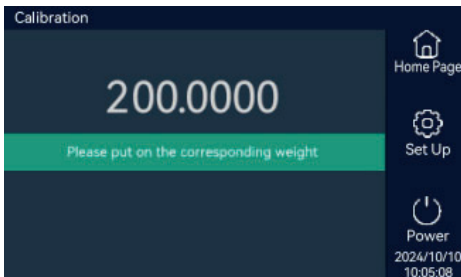 Calibration
200.0000
Please put on the corresponding weight
Home Page
Set Up
Power
2024/10/10
10:05:08